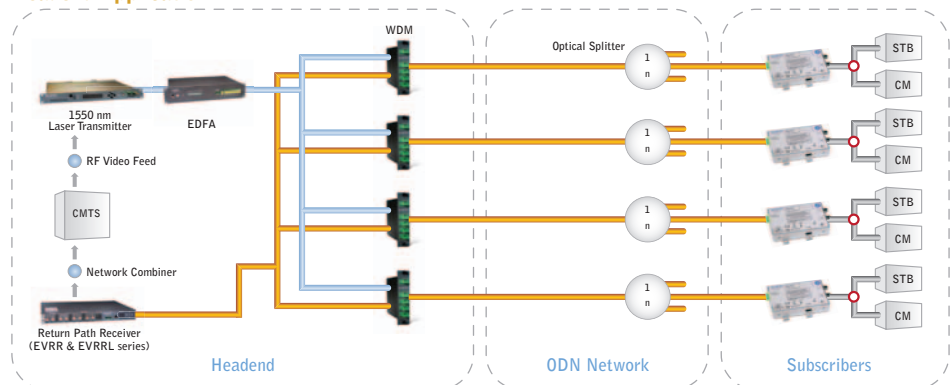 WDM
Optical Splitter
1550 nm
Laser Transmitter
EDFA
RF Video Feed
CMTS
Network Combiner
Return Path Receiver
(EVRR & EVRRL series)
1
n
1
n
1
n
1
n
STB
CM
STB
CM
STB
CM
STB
CM
Headend
ODN Network
Subscribers